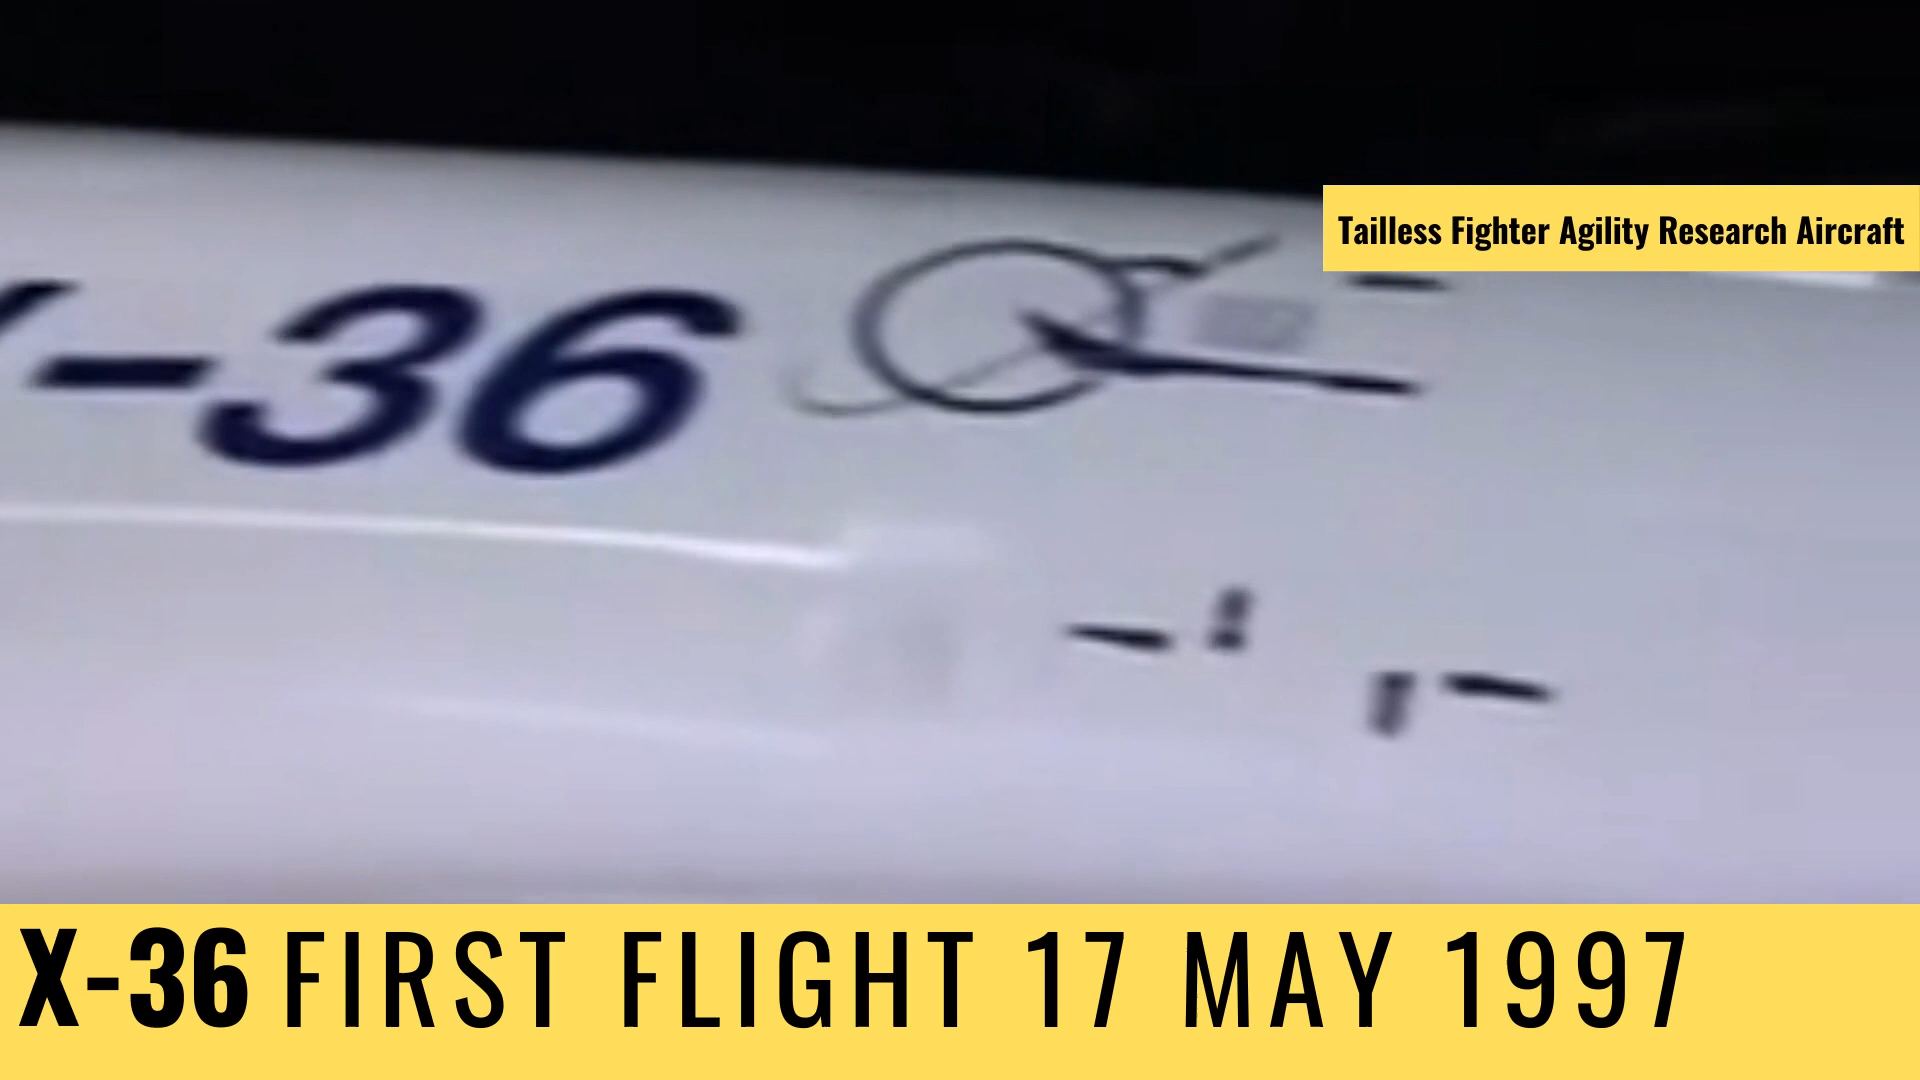 Tailless Fighter Agility Research Aircraft
-36
X-36 FIRST FLIGHT 17 MAY 1997